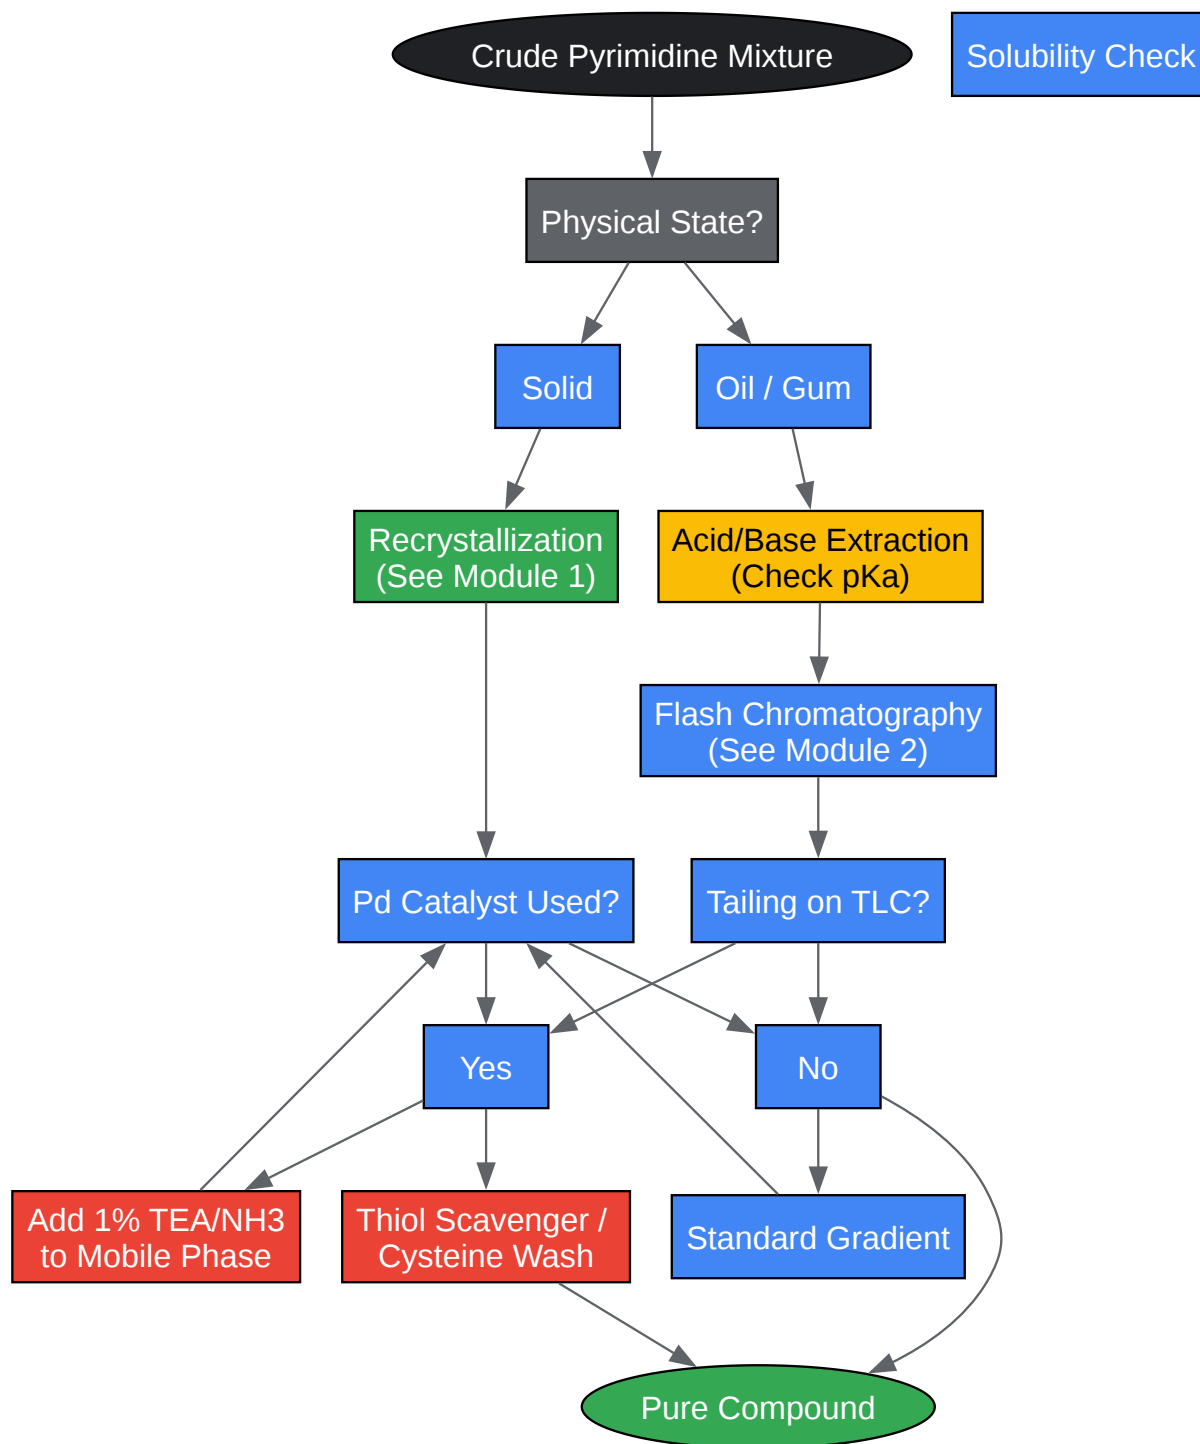 Crude Pyrimidine Mixture
Solubility Check
Physical State?
Solid
Oil / Gum
Recrystallization
(See Module 1)
Acid/Base Extraction
(Check pKa)
Flash Chromatography
(See Module 2)
Pd Catalyst Used?
Tailing on TLC?
Yes
No
Add 1% TEA/NH3
to Mobile Phase
Thiol Scavenger /
Cysteine Wash
Standard Gradient
Pure Compound